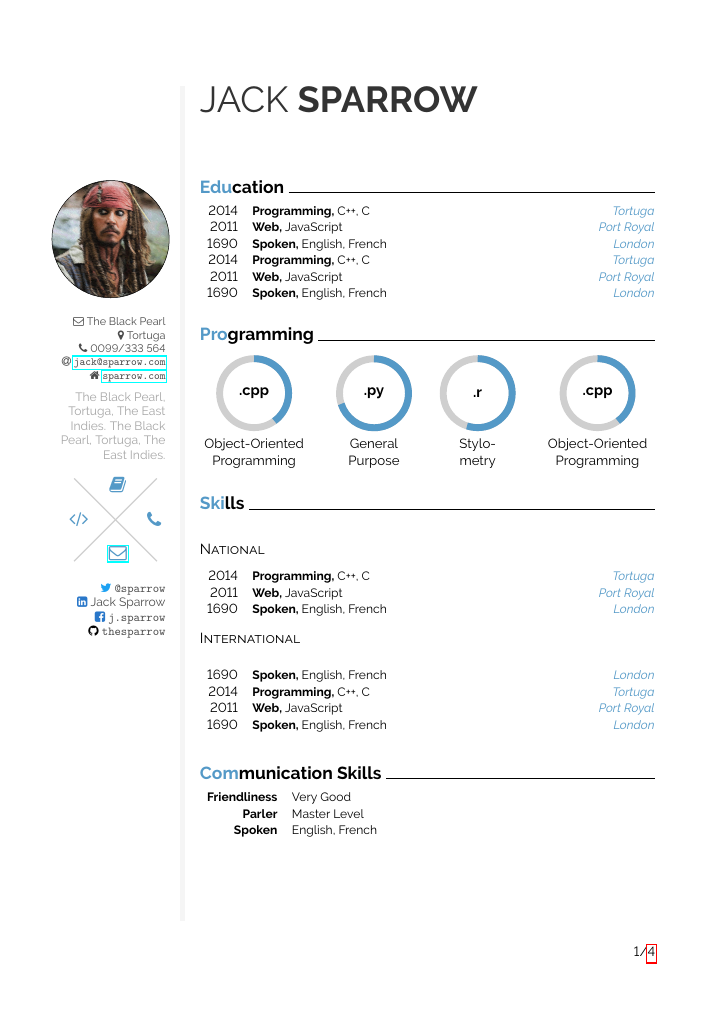 JACK SPARROW
The Black Pearl
Tortuga
0099/333 564
@ jack@sparrow.com
sparrow.com
The Black Pearl,
Tortuga, The East
Indies. The Black
Pearl, Tortuga, The
East Indies.
</>
@sparrow
in Jack Sparrow
f j.sparrow
thesparrow
Education
2014 Programming, C++, C Tortuga
2011 Web, JavaScript Port Royal
1690 Spoken, English, French London
2014 Programming, C++, C Tortuga
2011 Web, JavaScript Port Royal
1690 Spoken, English, French London
Programming
.cpp .py .r .cpp
Object-Oriented General Stylo- Object-Oriented
Programming Purpose metry Programming
Skills
NATIONAL
2014 Programming, C++, C Tortuga
2011 Web, JavaScript Port Royal
1690 Spoken, English, French London
INTERNATIONAL
1690 Spoken, English, French London
2014 Programming, C++, C Tortuga
2011 Web, JavaScript Port Royal
1690 Spoken, English, French London
Communication Skills
Friendliness Very Good
Parler Master Level
Spoken English, French
1/4